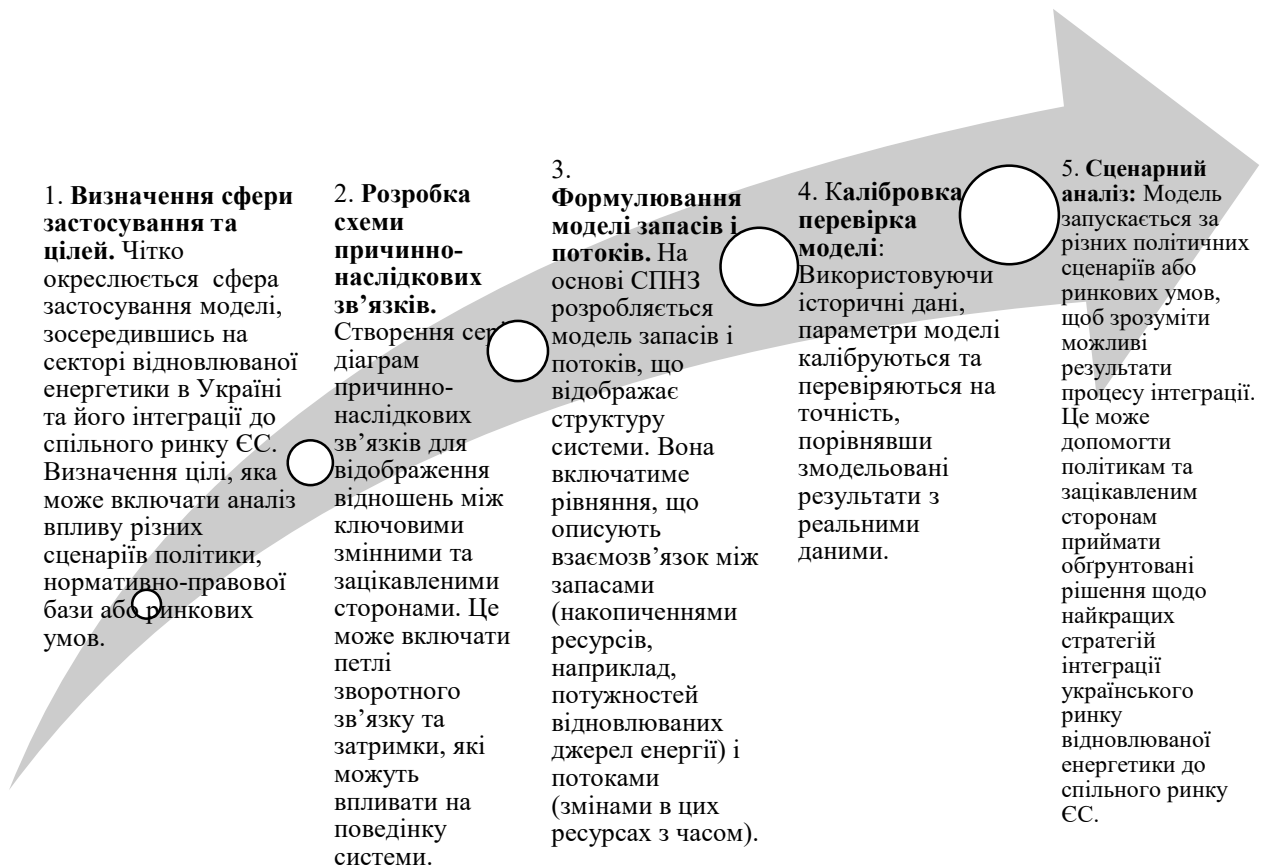 1. Визначення сфери
застосування та
цілей. Чітко
окреслюється сфера
застосування моделі,
зосередившись на
секторі відновлюваної
енергетики в Україні
та його інтеграції до
спільного ринку ЄС.
Визначення цілі, яка
може включати аналіз
впливу різних
сценаріїв політики,
нормативно-правової
бази або ринкових
умов.
2. Розробка
схеми
причинно-
наслідкових
зв’язків.
Створення
діаграм
причинно-
наслідкових
зв’язків для
відображення
відношень між
ключовими
змінними та
зацікавленими
сторонами. Це
може включати
петлі
зворотного
зв’язку та
затримки, які
можуть
впливати на
поведінку
системи.
3.
Формулювання
моделі запасів і
потоків. На
основі СПНЗ
розробляється
модель запасів і
потоків, що
відображає
структуру
системи. Вона
включатиме
рівняння, що
описують
взаємозв’язок між
запасами
(накопиченнями
ресурсів,
наприклад,
потужностей
відновлюваних
джерел енергії) і
потоками
(змінами в цих
ресурсах з часом).
4. Калібровка
перевірка
моделі:
Використовуючи
історичні дані,
параметри моделі
калібруються та
перевіряються на
точність,
порівнявши
змодельовані
результати з
реальними
даними.
5. Сценарний
аналіз: Модель
запускається за
різних політичних
сценаріїв або
ринкових умов,
щоб зрозуміти
можливі
результати
процесу інтеграції.
Це може
допомогти
політикам та
зацікавленим
сторонам
приймати
обґрунтовані
рішення щодо
найкращих
стратегій
інтеграції
українського
ринку
відновлюваної
енергетики до
спільного ринку
ЄС.